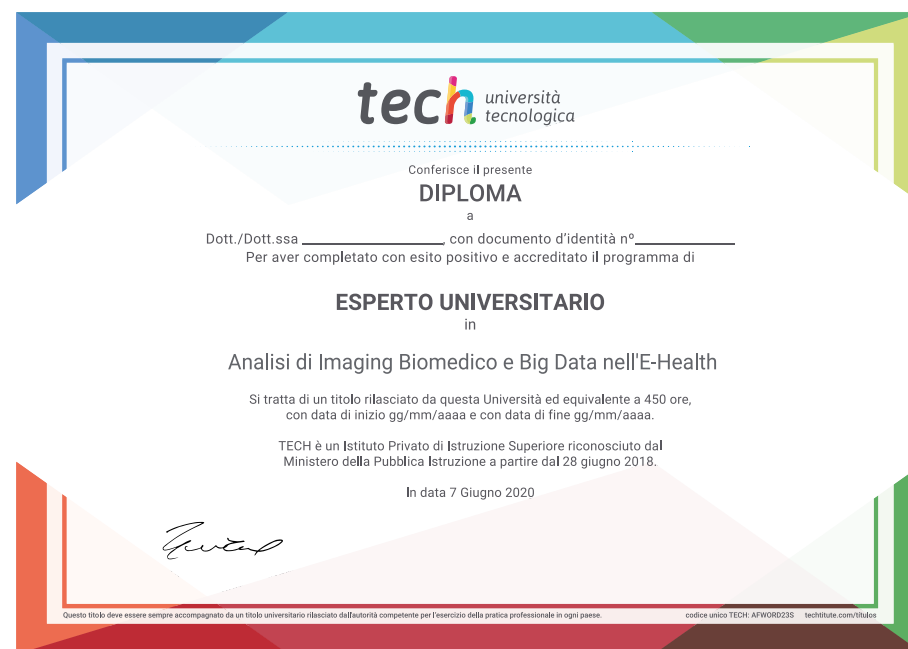 tech università
tecnologica
Conferisce il presente
DIPLOMA
a
Dott./Dott.ssa ____________________, con documento d'identità nº______________
Per aver completato con esito positivo e accreditato il programma di
ESPERTO UNIVERSITARIO
in
Analisi di Imaging Biomedico e Big Data nell'E-Health
Si tratta di un titolo rilasciato da questa Università ed equivalente a 450 ore,
con data di inizio gg/mm/aaaa e con data di fine gg/mm/aaaa.
TECH è un Istituto Privato di Istruzione Superiore riconosciuto dal
Ministero della Pubblica Istruzione a partire dal 28 giugno 2018.
In data 7 Giugno 2020
Questo titolo deve essere sempre accompagnato da un titolo universitario rilasciato dall'autorità competente per l'esercizio della pratica professionale in ogni paese. codice unico TECH: AFWORD23S techtitute.com/titulos